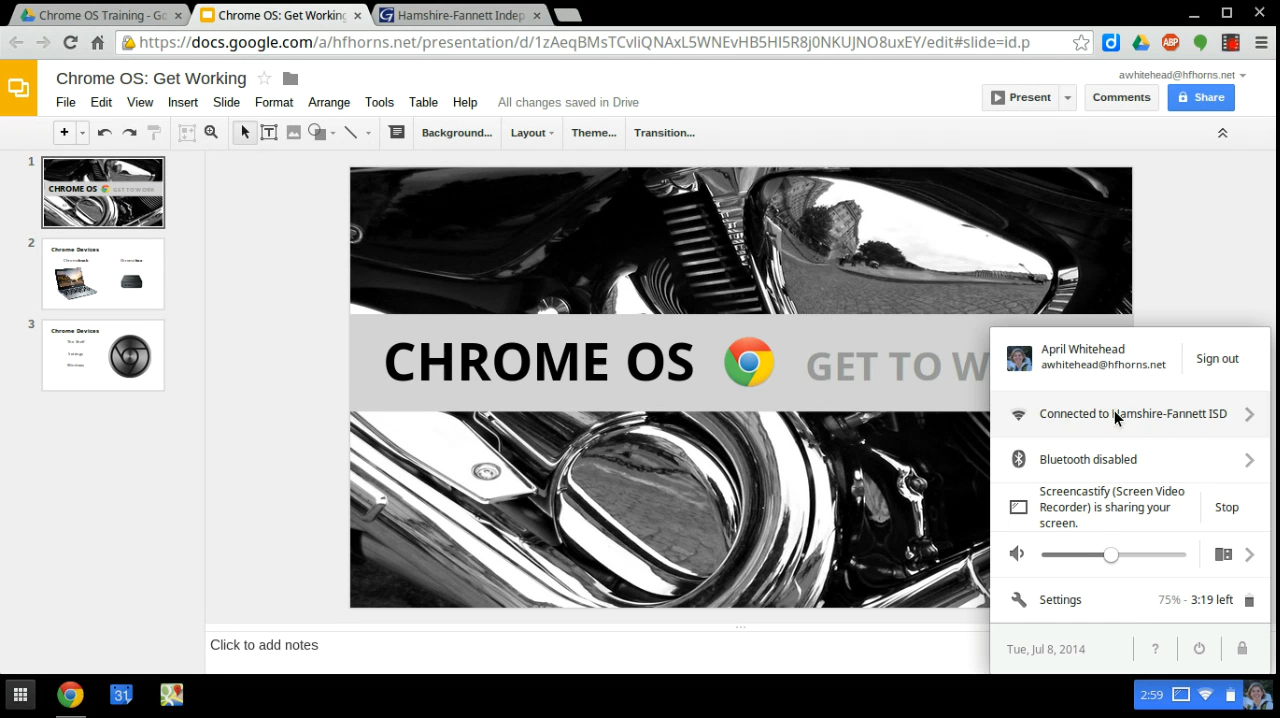 Chrome OS Training - Go
Chrome OS: Get Working
Hamshire-Fannett Indep
https://docs.google.com/a/hfhorns.net/presentation/d/1zAeqBMsTCvliQNAxL5WNEvHB5HI5R8j0NKUJNO8uxEY/edit#slide=id.p
ABP
Chrome OS: Get Working
awhitehead@hfhorns.net
File Edit View Insert Slide Format Arrange Tools Table Help All changes saved in Drive
Present Comments Share
Background... Layout Theme... Transition...
1
CHROME OS GET TO WORK
2
Chrome Devices
Chromebook Chromebox
3
Chrome Devices
Settings
CHROME OS GET TO W
April Whitehead
awhitehead@hfhorns.net
Sign out
Connected to Hamshire-Fannett ISD
Bluetooth disabled
Screencastify (Screen Video
Recorder) is sharing your
screen.
Stop
Settings 75% - 3:19 left
Tue, Jul 8, 2014 ?
Click to add notes
31
2:59